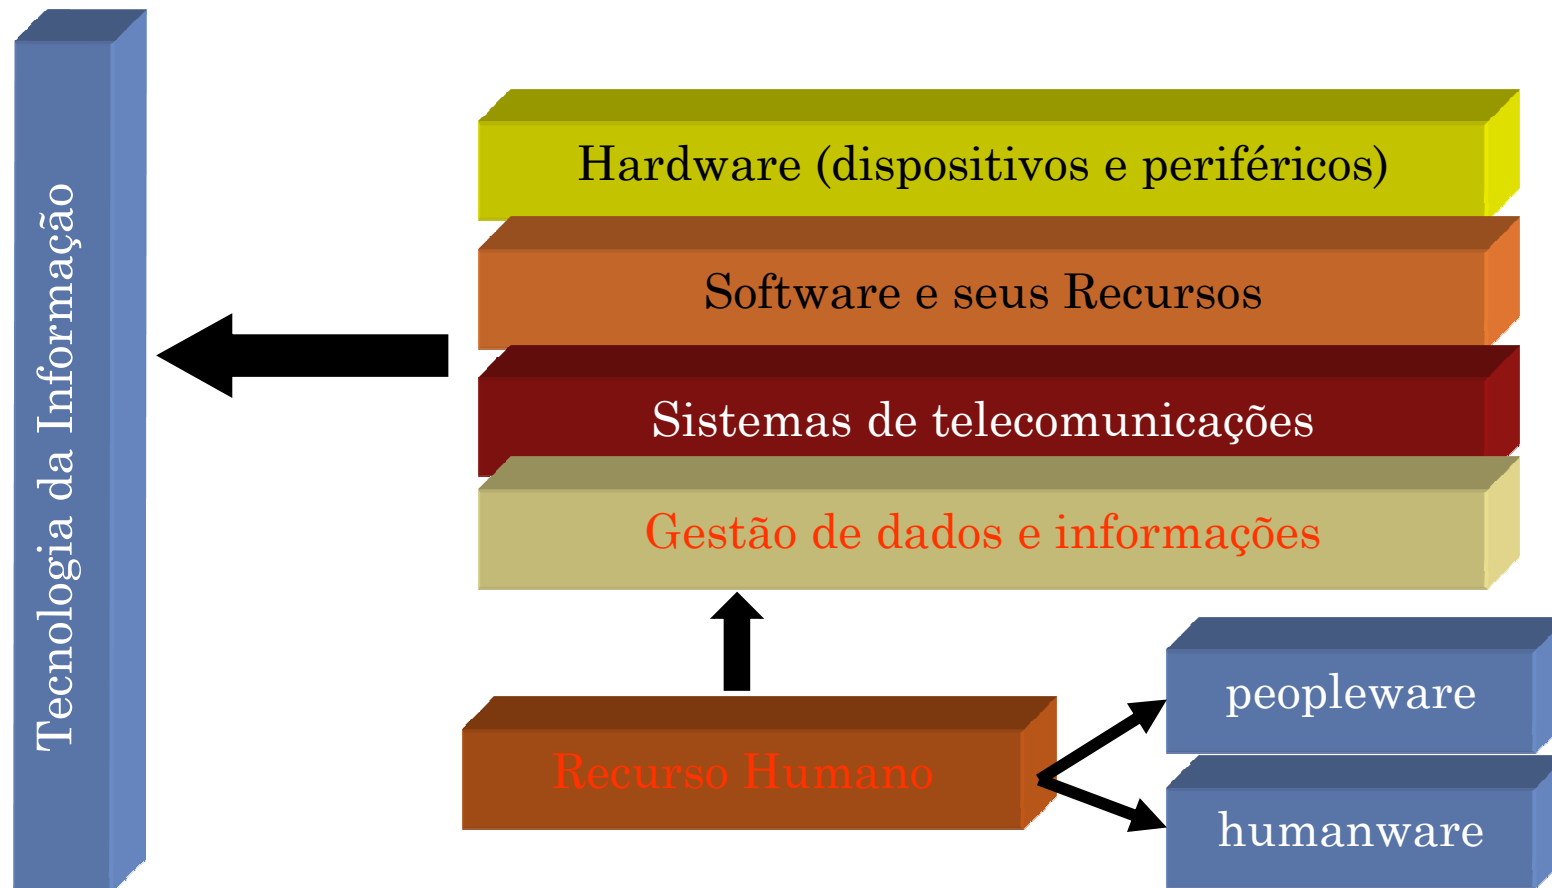 Tecnologia da Informação
Hardware (dispositivos e periféricos)
Software e seus Recursos
Sistemas de telecomunicações
Gestão de dados e informações
Recurso Humano
peopleware
humanware